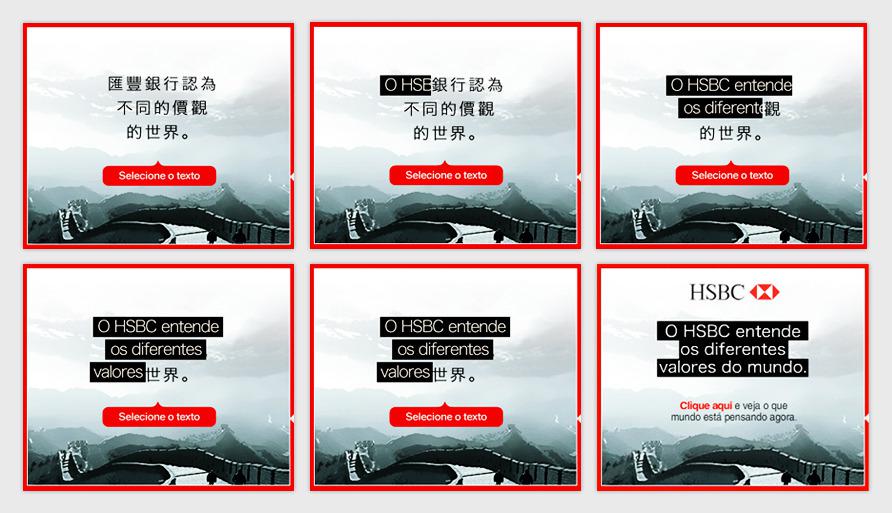 匯豐銀行認為
不同的價觀
的世界。
Selecione o texto
O HSB銀行認為
不同的價觀
的世界。
Selecione o texto
O HSBC entende
os diferente觀
的世界。
Selecione o texto
O HSBC entende
os diferentes
valores世界。
Selecione o texto
O HSBC entende
os diferentes
valores世界。
Selecione o texto
HSBC
O HSBC entende
os diferentes
valores do mundo.
Clique aqui e veja o que
mundo está pensando agora.